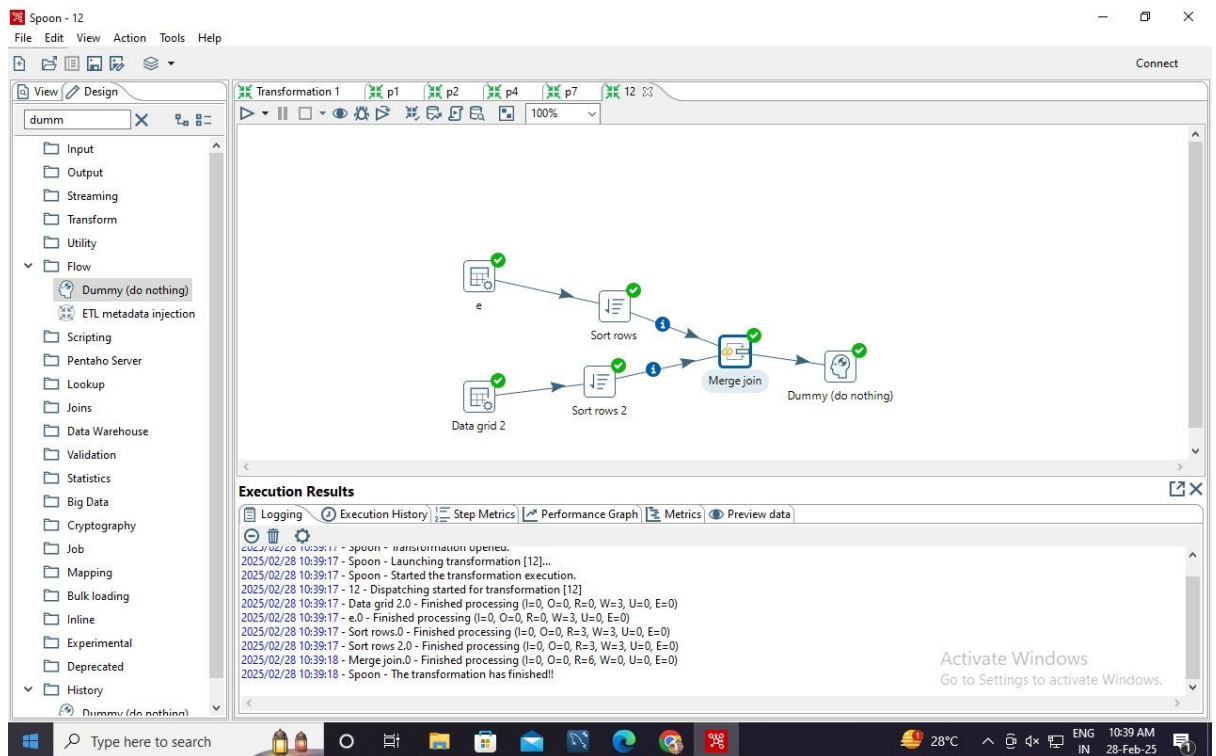 Spoon - 12
File Edit View Action Tools Help
Connect
View Design
Transformation 1 p1 p2 p4 p7 12
dumm
100%
Input
Output
Streaming
Transform
Utility
Flow
Dummy (do nothing)
ETL metadata injection
Scripting
Pentaho Server
Lookup
Joins
Data Warehouse
Validation
Statistics
Big Data
Cryptography
Job
Mapping
Bulk loading
Inline
Experimental
Deprecated
History
Dummy (do nothing)
e
Sort rows
Merge join
Dummy (do nothing)
Sort rows 2
Data grid 2
Execution Results
Logging Execution History Step Metrics Performance Graph Metrics Preview data
2025/02/28 10:39:17 - Spoon - Transformation opened.
2025/02/28 10:39:17 - Spoon - Launching transformation [12]...
2025/02/28 10:39:17 - Spoon - Started the transformation execution.
2025/02/28 10:39:17 - 12 - Dispatching started for transformation [12]
2025/02/28 10:39:17 - Data grid 2.0 - Finished processing (I=0, O=0, R=0, W=3, U=0, E=0)
2025/02/28 10:39:17 - e.0 - Finished processing (I=0, O=0, R=0, W=3, U=0, E=0)
2025/02/28 10:39:17 - Sort rows.0 - Finished processing (I=0, O=0, R=3, W=3, U=0, E=0)
2025/02/28 10:39:17 - Sort rows 2.0 - Finished processing (I=0, O=0, R=3, W=3, U=0, E=0)
2025/02/28 10:39:18 - Merge join.0 - Finished processing (I=0, O=0, R=6, W=0, U=0, E=0)
2025/02/28 10:39:18 - Spoon - The transformation has finished!!
Activate Windows
Go to Settings to activate Windows.
Type here to search
28°C
ENG
IN
10:39 AM
28-Feb-25